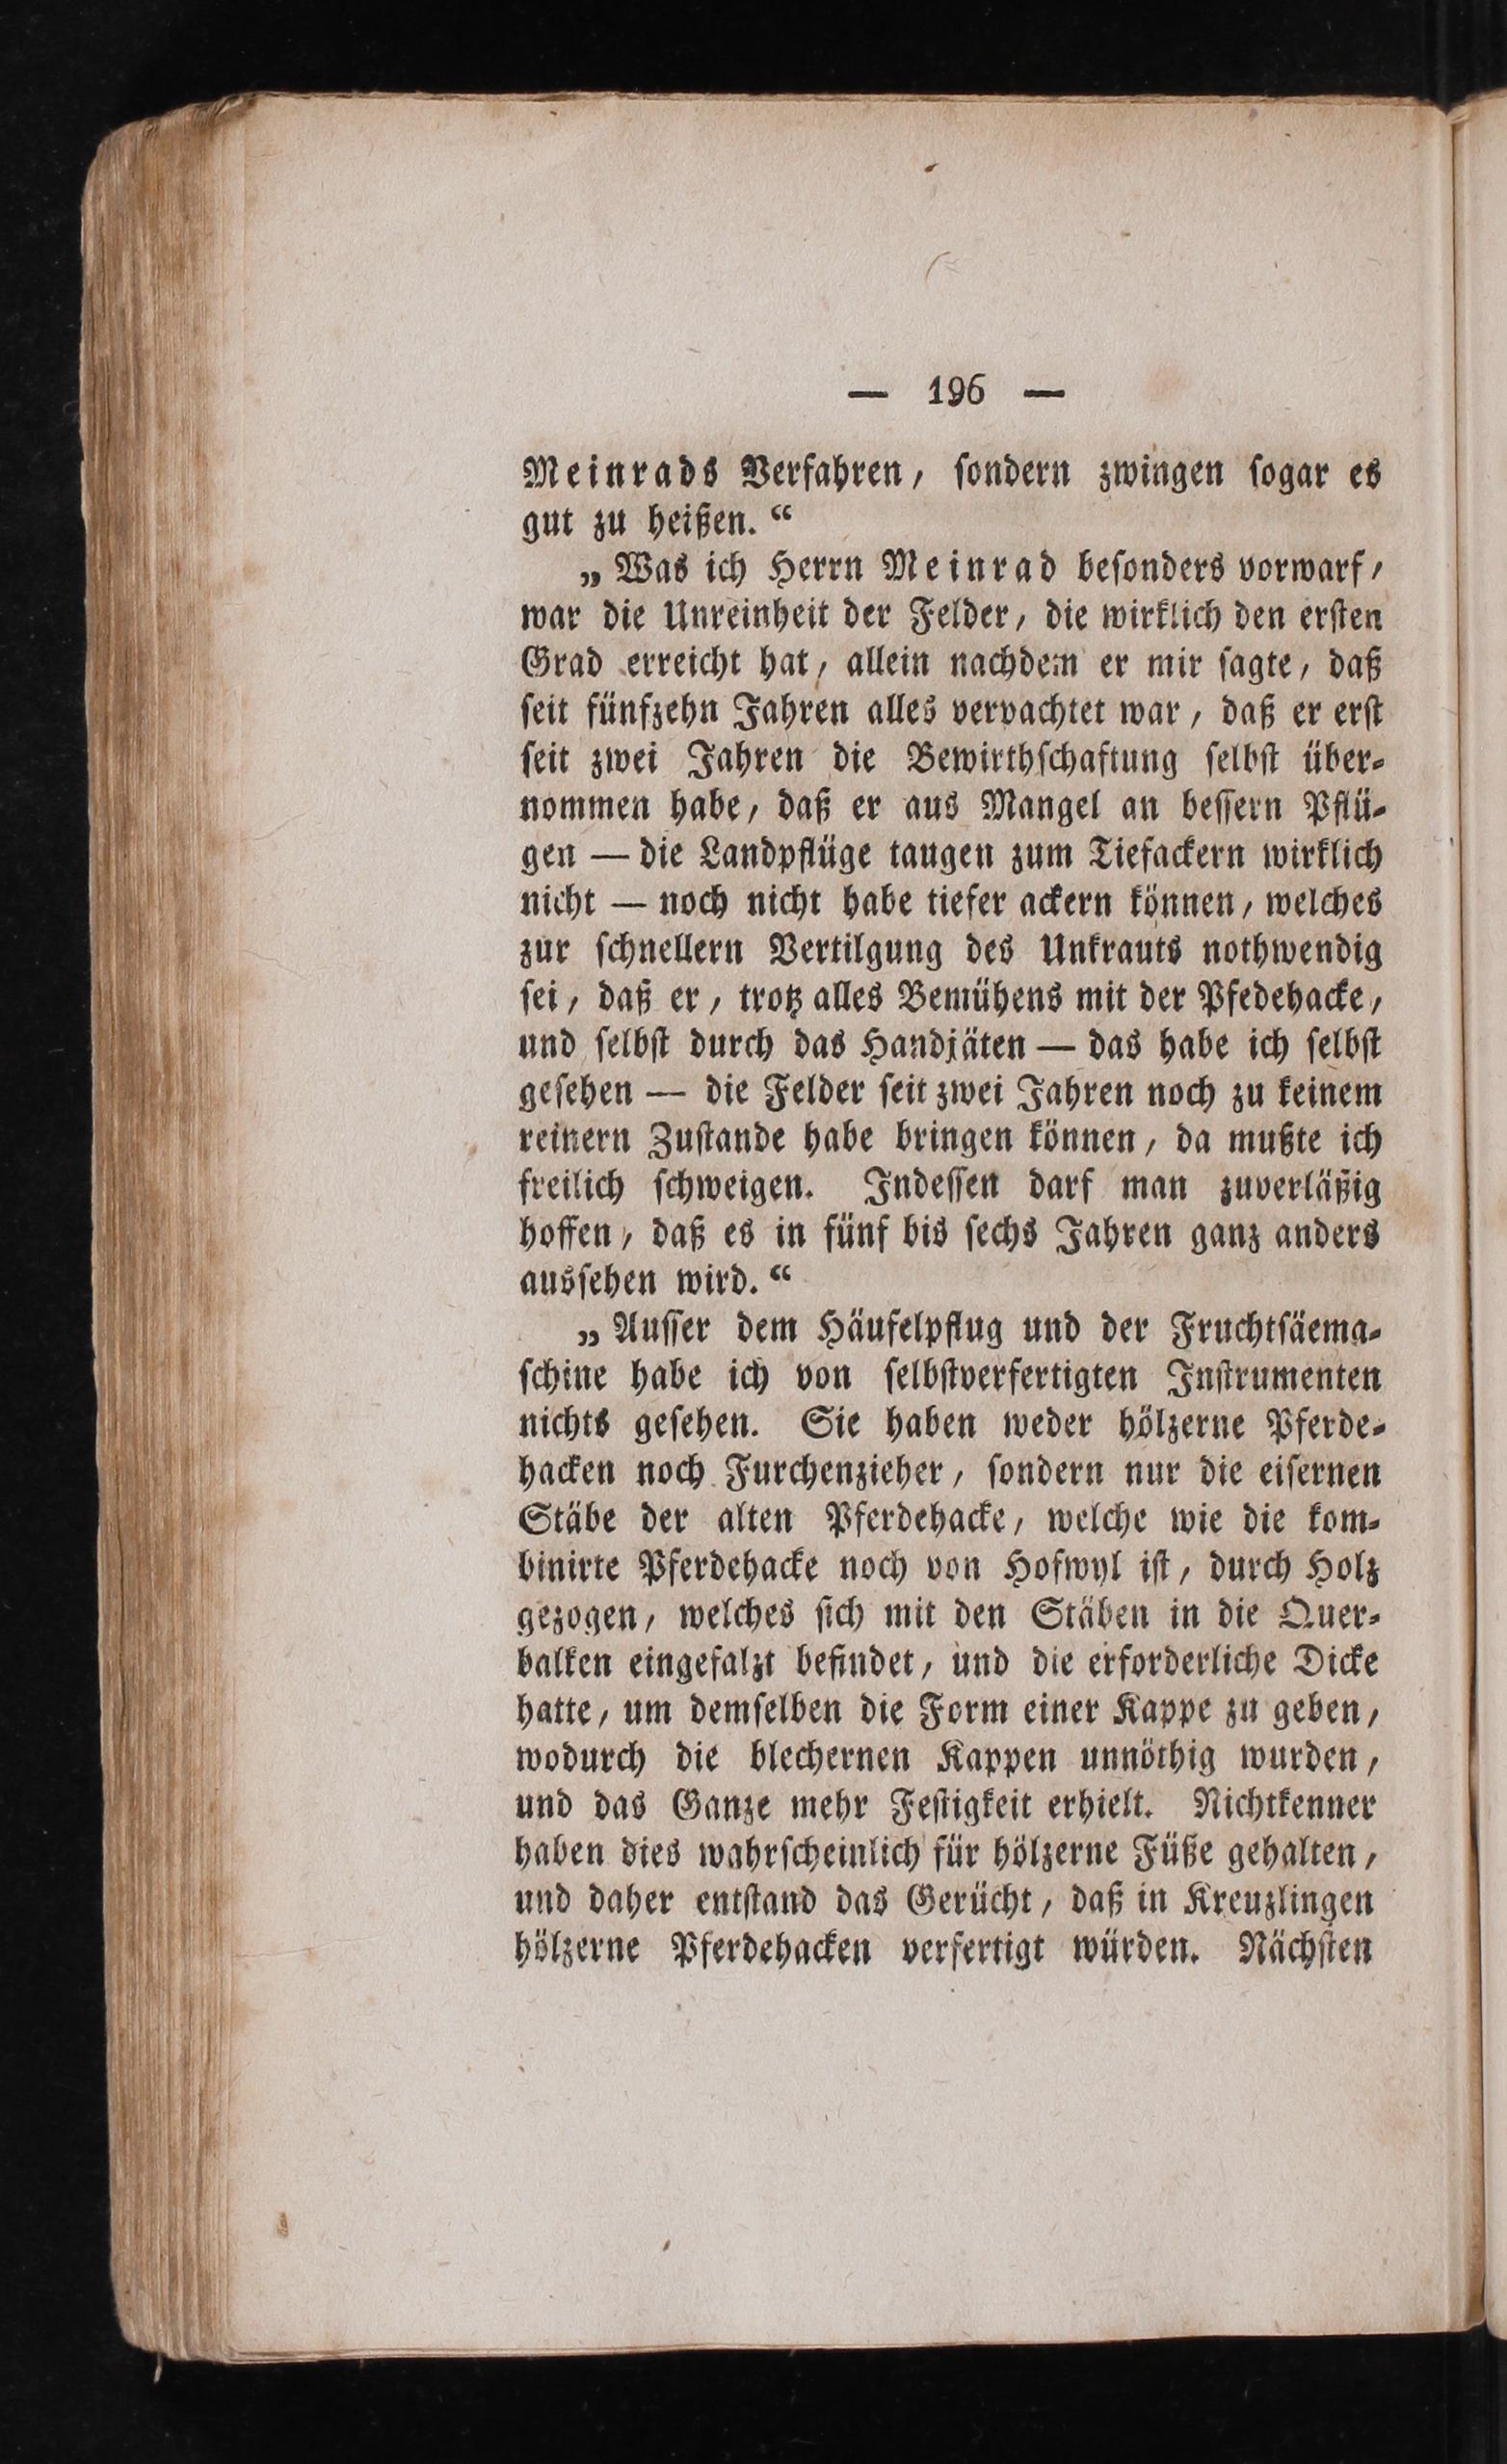 — 196 —
Meinrads Verfahren, ſondern zwingen ſogar es
gut zu heißen. “
„ Was ich Herrn Meinrad beſonders vorwarf,
war die Unreinheit der Felder, die wirklich den erſten
Grad erreicht hat, allein nachdem er mir ſagte, daß
ſeit fünfzehn Jahren alles vervachtet war, daß er erſt
ſeit zwei Jahren die Bewirthſchaftung ſelbſt über-
nommen habe, daß er aus Mangel an beſſern Pflü-
gen — die Landpflüge taugen zum Tiefackern wirklich
nicht — noch nicht habe tiefer ackern können, welches
zur ſchnellern Vertilgung des Unkrauts nothwendig
ſei, daß er, trotz alles Bemühens mit der Pfedehacke,
und ſelbſt durch das Handjäten — das habe ich ſelbſt
geſehen — die Felder ſeit zwei Jahren noch zu keinem
reinern Zuſtande habe bringen können, da mußte ich
freilich ſchweigen. Indeſſen darf man zuverläßig
hoffen, daß es in fünf bis ſechs Jahren ganz anders
ausſehen wird. “
„ Auſſer dem Häufelpflug und der Fruchtſäema-
ſchine habe ich von ſelbſtverfertigten Inſtrumenten
nichts geſehen. Sie haben weder hölzerne Pferde-
hacken noch Furchenzieher, ſondern nur die eiſernen
Stäbe der alten Pferdehacke, welche wie die kom-
binirte Pferdehacke noch von Hofwyl iſt, durch Holz
gezogen, welches ſich mit den Stäben in die Quer-
balken eingefalzt befindet, und die erforderliche Dicke
hatte, um demſelben die Form einer Kappe zu geben,
wodurch die blechernen Kappen unnöthig wurden,
und das Ganze mehr Feſtigkeit erhielt. Nichtkenner
haben dies wahrſcheinlich für hölzerne Füße gehalten,
und daher entſtand das Gerücht, daß in Kreuzlingen
hölzerne Pferdehacken verfertigt würden. Nächſten